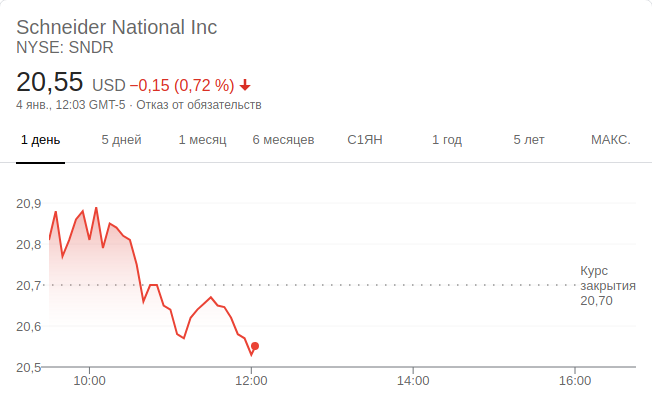 Schneider National Inc
NYSE: SNDR
20,55 USD −0,15 (0,72 %)
4 янв., 12:03 GMT-5 · Отказ от обязательств
1 день 5 дней 1 месяц 6 месяцев С1ЯН 1 год 5 лет МАКС.
20,9
20,8
20,7
20,6
20,5
Курс
закрытия
20,70
10:00 12:00 14:00 16:00